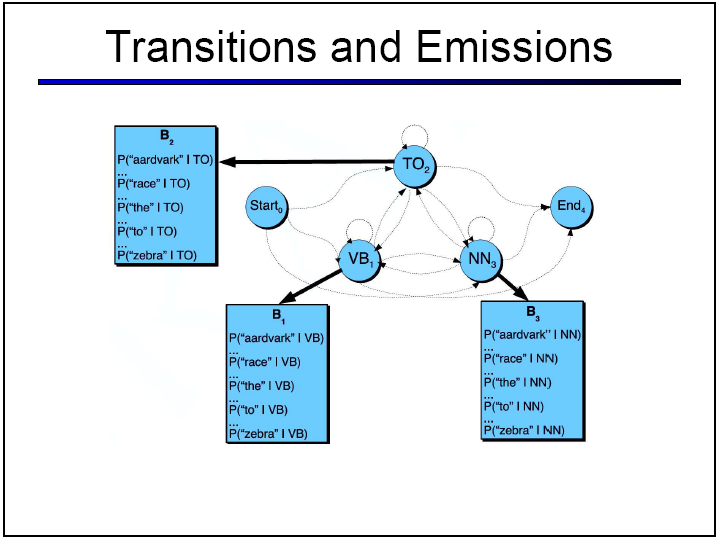 Transitions and Emissions
B2
P("aardvark" | TO)
...
P("race" | TO)
...
P("the" | TO)
...
P("to" | TO)
...
P("zebra" | TO)
TO2
Start0
End4
VB1
NN3
B1
P("aardvark" | VB)
...
P("race" | VB)
...
P("the" | VB)
...
P("to" | VB)
...
P("zebra" | VB)
B3
P("aardvark" | NN)
...
P("race" | NN)
...
P("the" | NN)
...
P("to" | NN)
...
P("zebra" | NN)